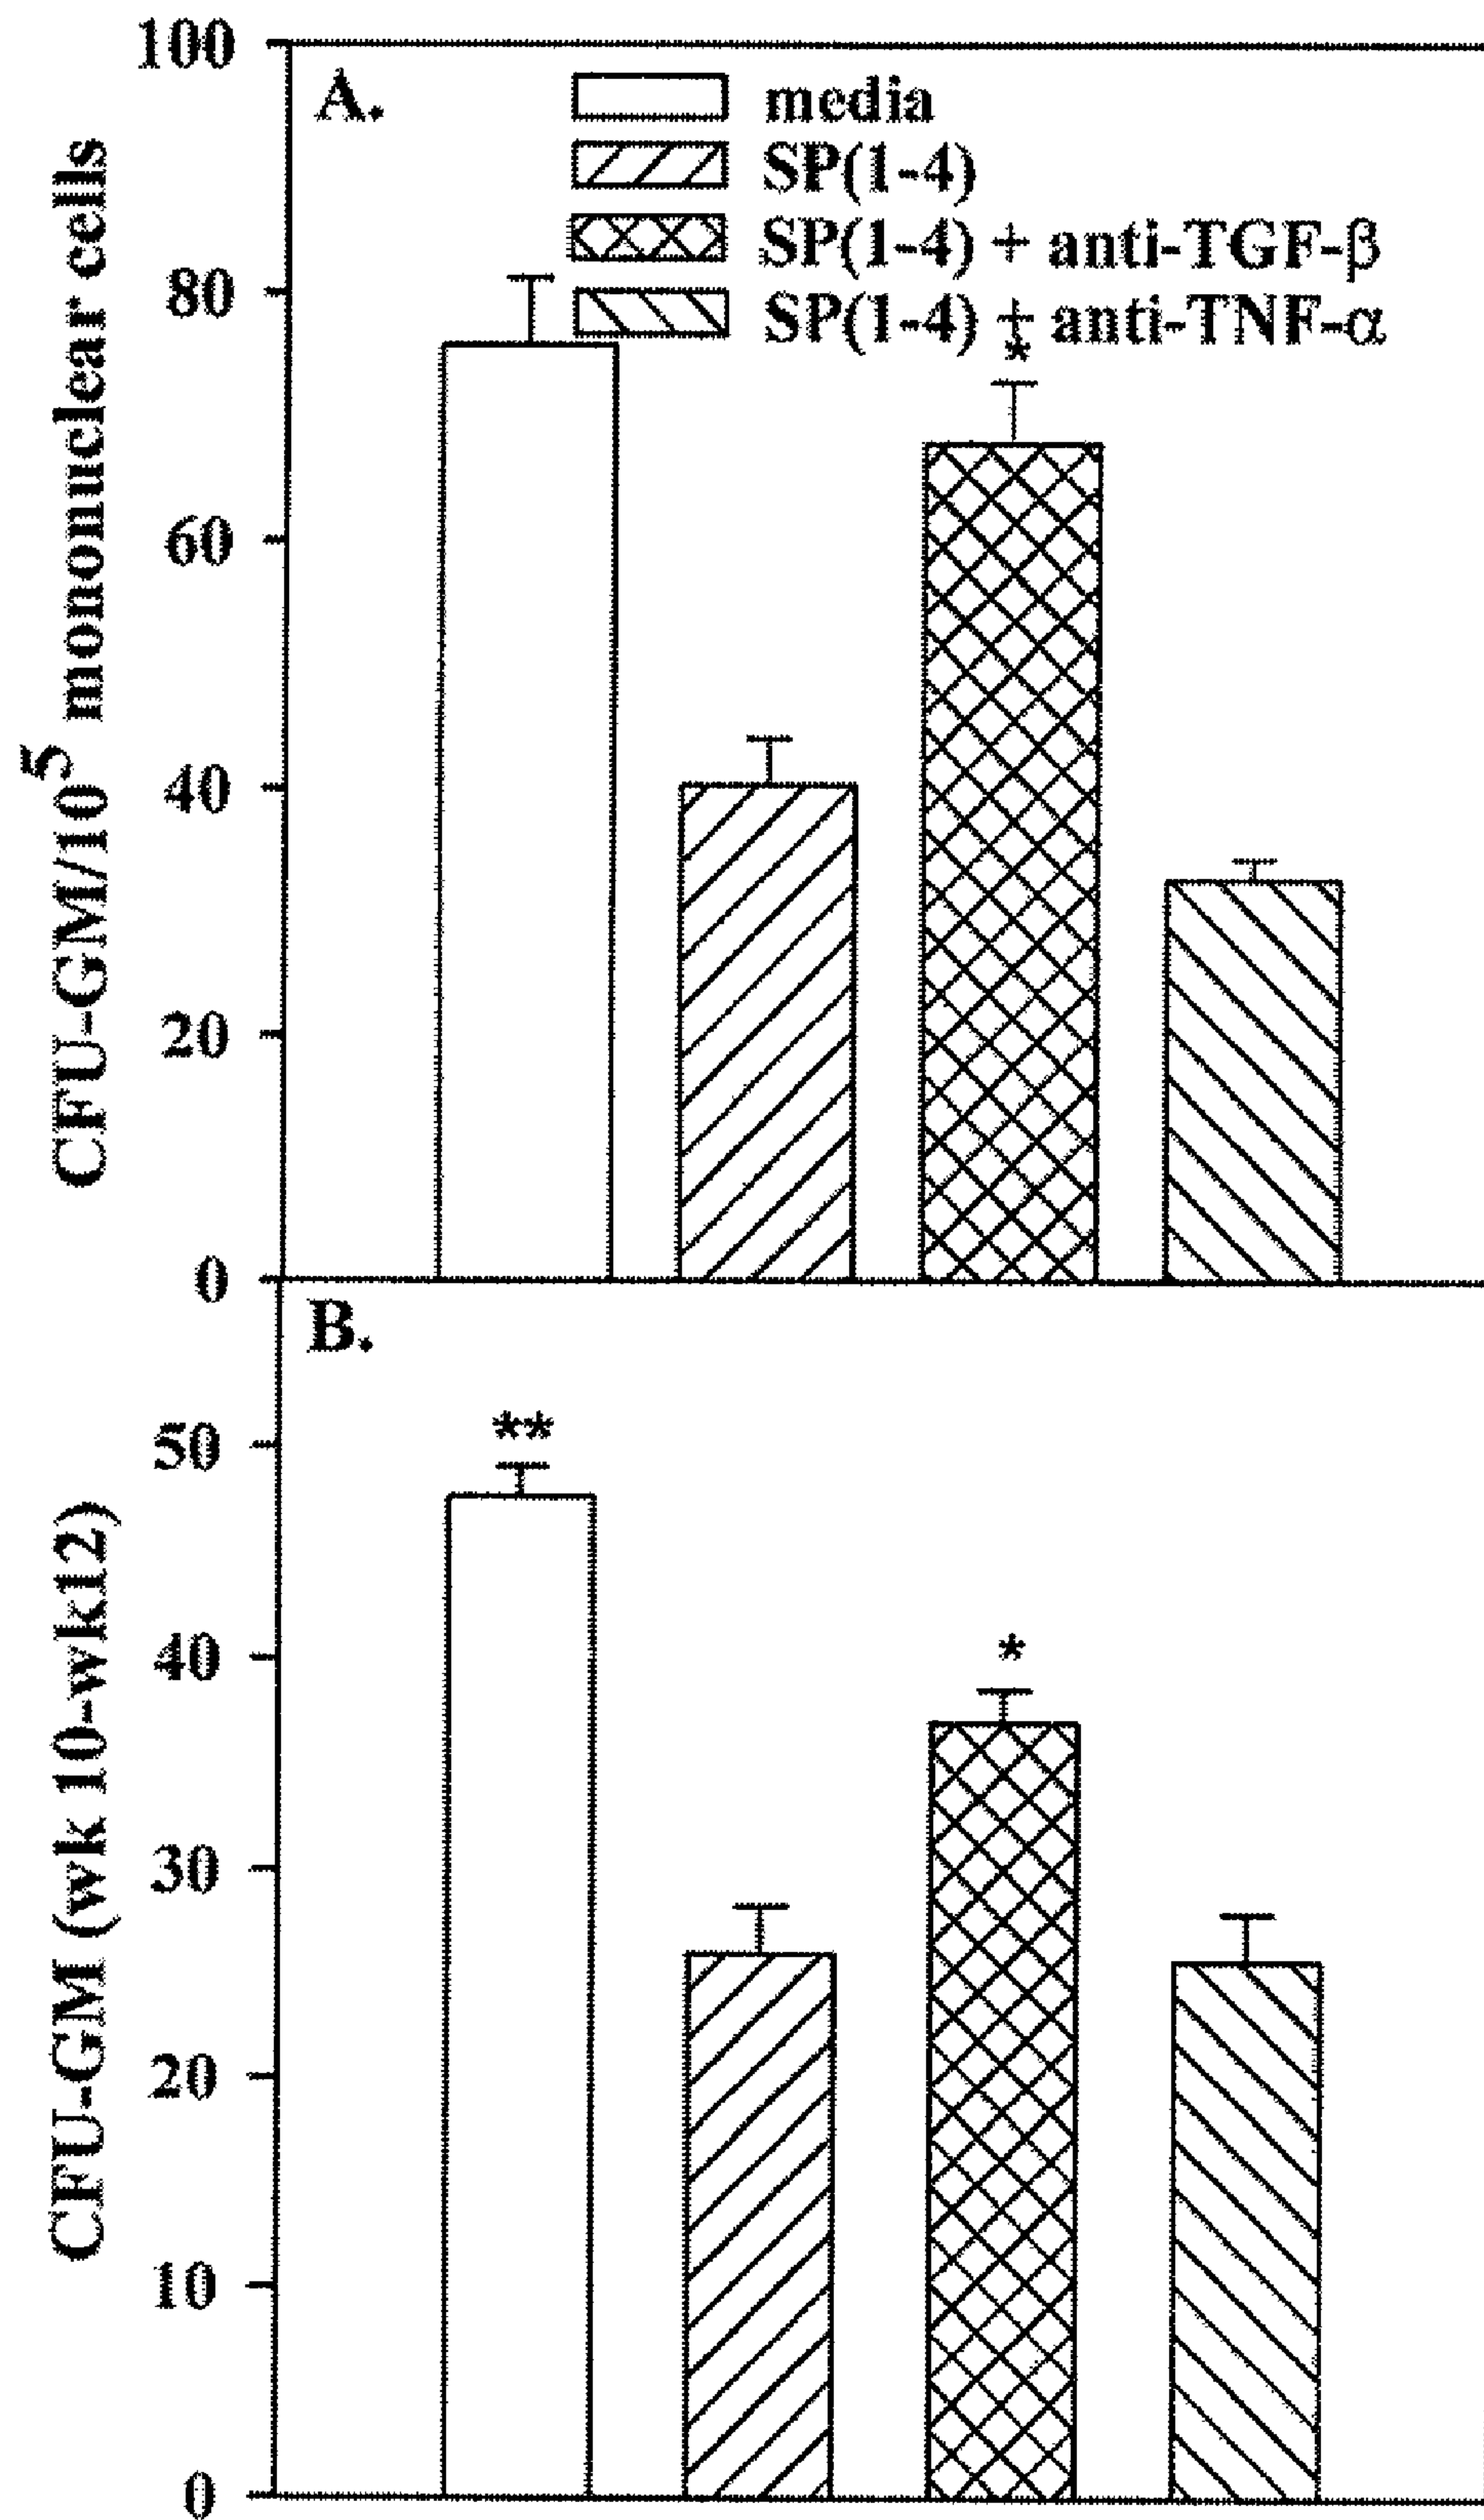 100
A.
media
SP(1-4)
SP(1-4) + anti-TGF-β
80
SP(1-4) + anti-TNF-α
*
60
40
20
0
CFU-GM/10⁵ mononuclear cells
B.
50
**
40
*
30
20
10
0
CFU-GM (wk 10-wk12)